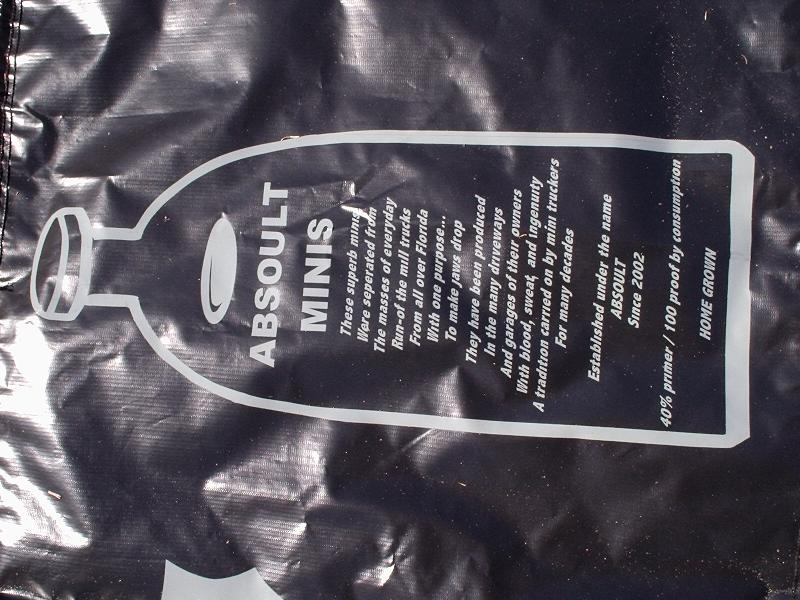 ABSOULT
MINIS
These superb minis
Were seperated from
The masses of everyday
Run-of the mill trucks
From all over Florida
With one purpose...
To make jaws drop
They have been produced
In the many driveways
And garages of their owners
With blood, sweat, and ingenuity
A tradition carried on by mini truckers
For many decades
Established under the name
ABSOULT
Since 2002
40% primer / 100 proof by consumption
HOME GROWN